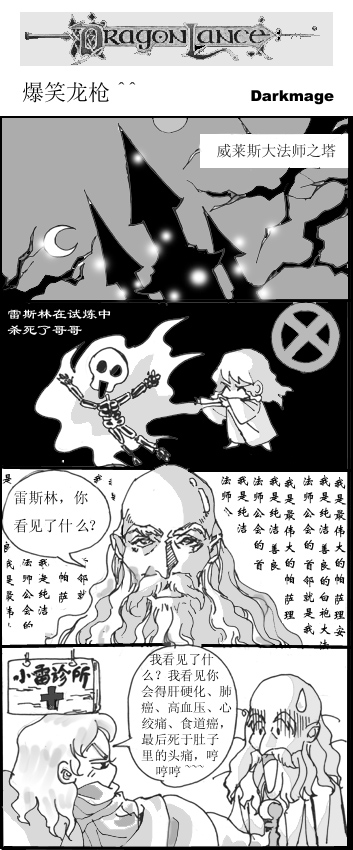 DRAGONLANCE
爆笑龙枪 ^ ^
Darkmage
威莱斯大法师之塔
雷斯林在试炼中
杀死了哥哥
雷斯林，你
看见了什么？
我是最伟大的帕萨理安
我是纯洁善良的白袍大法
师公会的首邻就是我
我是最伟大的帕萨理
我是纯洁善良
法师公会的首
我是纯洁
法师
小雷诊所
我看见了什
么？我看见你
会得肝硬化、肺
癌、高血压、心
绞痛、食道癌，
最后死于肚子
里的头痛，哼
哼哼~~~